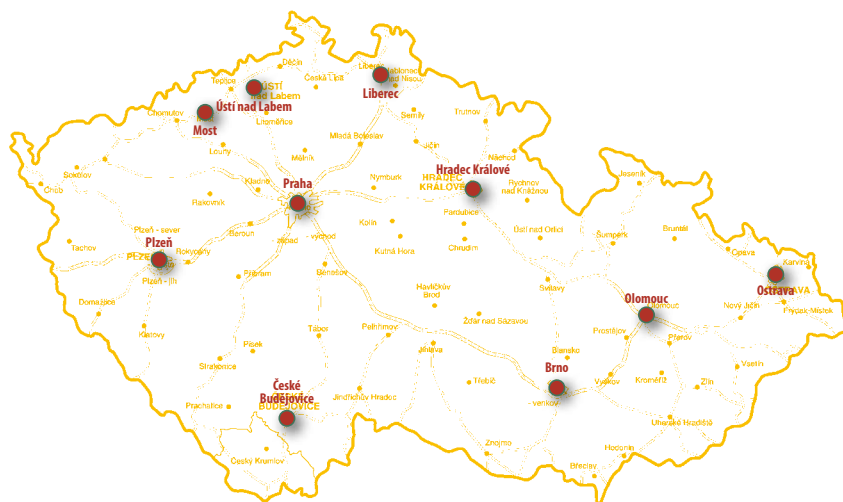 Děčín
Teplice
Liberec
Jablonec
nad Nisou
ÚSTÍ
nad Labem
Česká Lípa
Ústí nad Labem
Liberec
Chomutov
Most
Litoměřice
Semily
Trutnov
Mladá Boleslav
Jičín
Louny
Mělník
Náchod
Hradec Králové
HRADEC
KRÁLOVÉ
Sokolov
Cheb
Kladno
Praha
Nymburk
Rychnov
nad Kněžnou
Jeseník
Rakovník
Kolín
Pardubice
Plzeň - sever
Beroun
- východ
- západ
Kutná Hora
Chrudim
Ústí nad Orlicí
Šumperk
Bruntál
Tachov
Plzeň
PLZEŇ
Rokycany
Opava
Karviná
Plzeň - jih
Příbram
Benešov
Havlíčkův
Brod
Svitavy
Ostrava
Olomouc
Olomouc
Domažlice
Nový Jičín
Frýdek-Místek
Klatovy
Písek
Tábor
Pelhřimov
Žďár nad Sázavou
Prostějov
Přerov
Jihlava
Blansko
Strakonice
Brno
Vyškov
Kroměříž
Vsetín
Zlín
Třebíč
České
Budějovice
BUDĚJOVICE
Jindřichův Hradec
Prachatice
- venkov
Uherské Hradiště
Znojmo
Hodonín
Český Krumlov
Břeclav